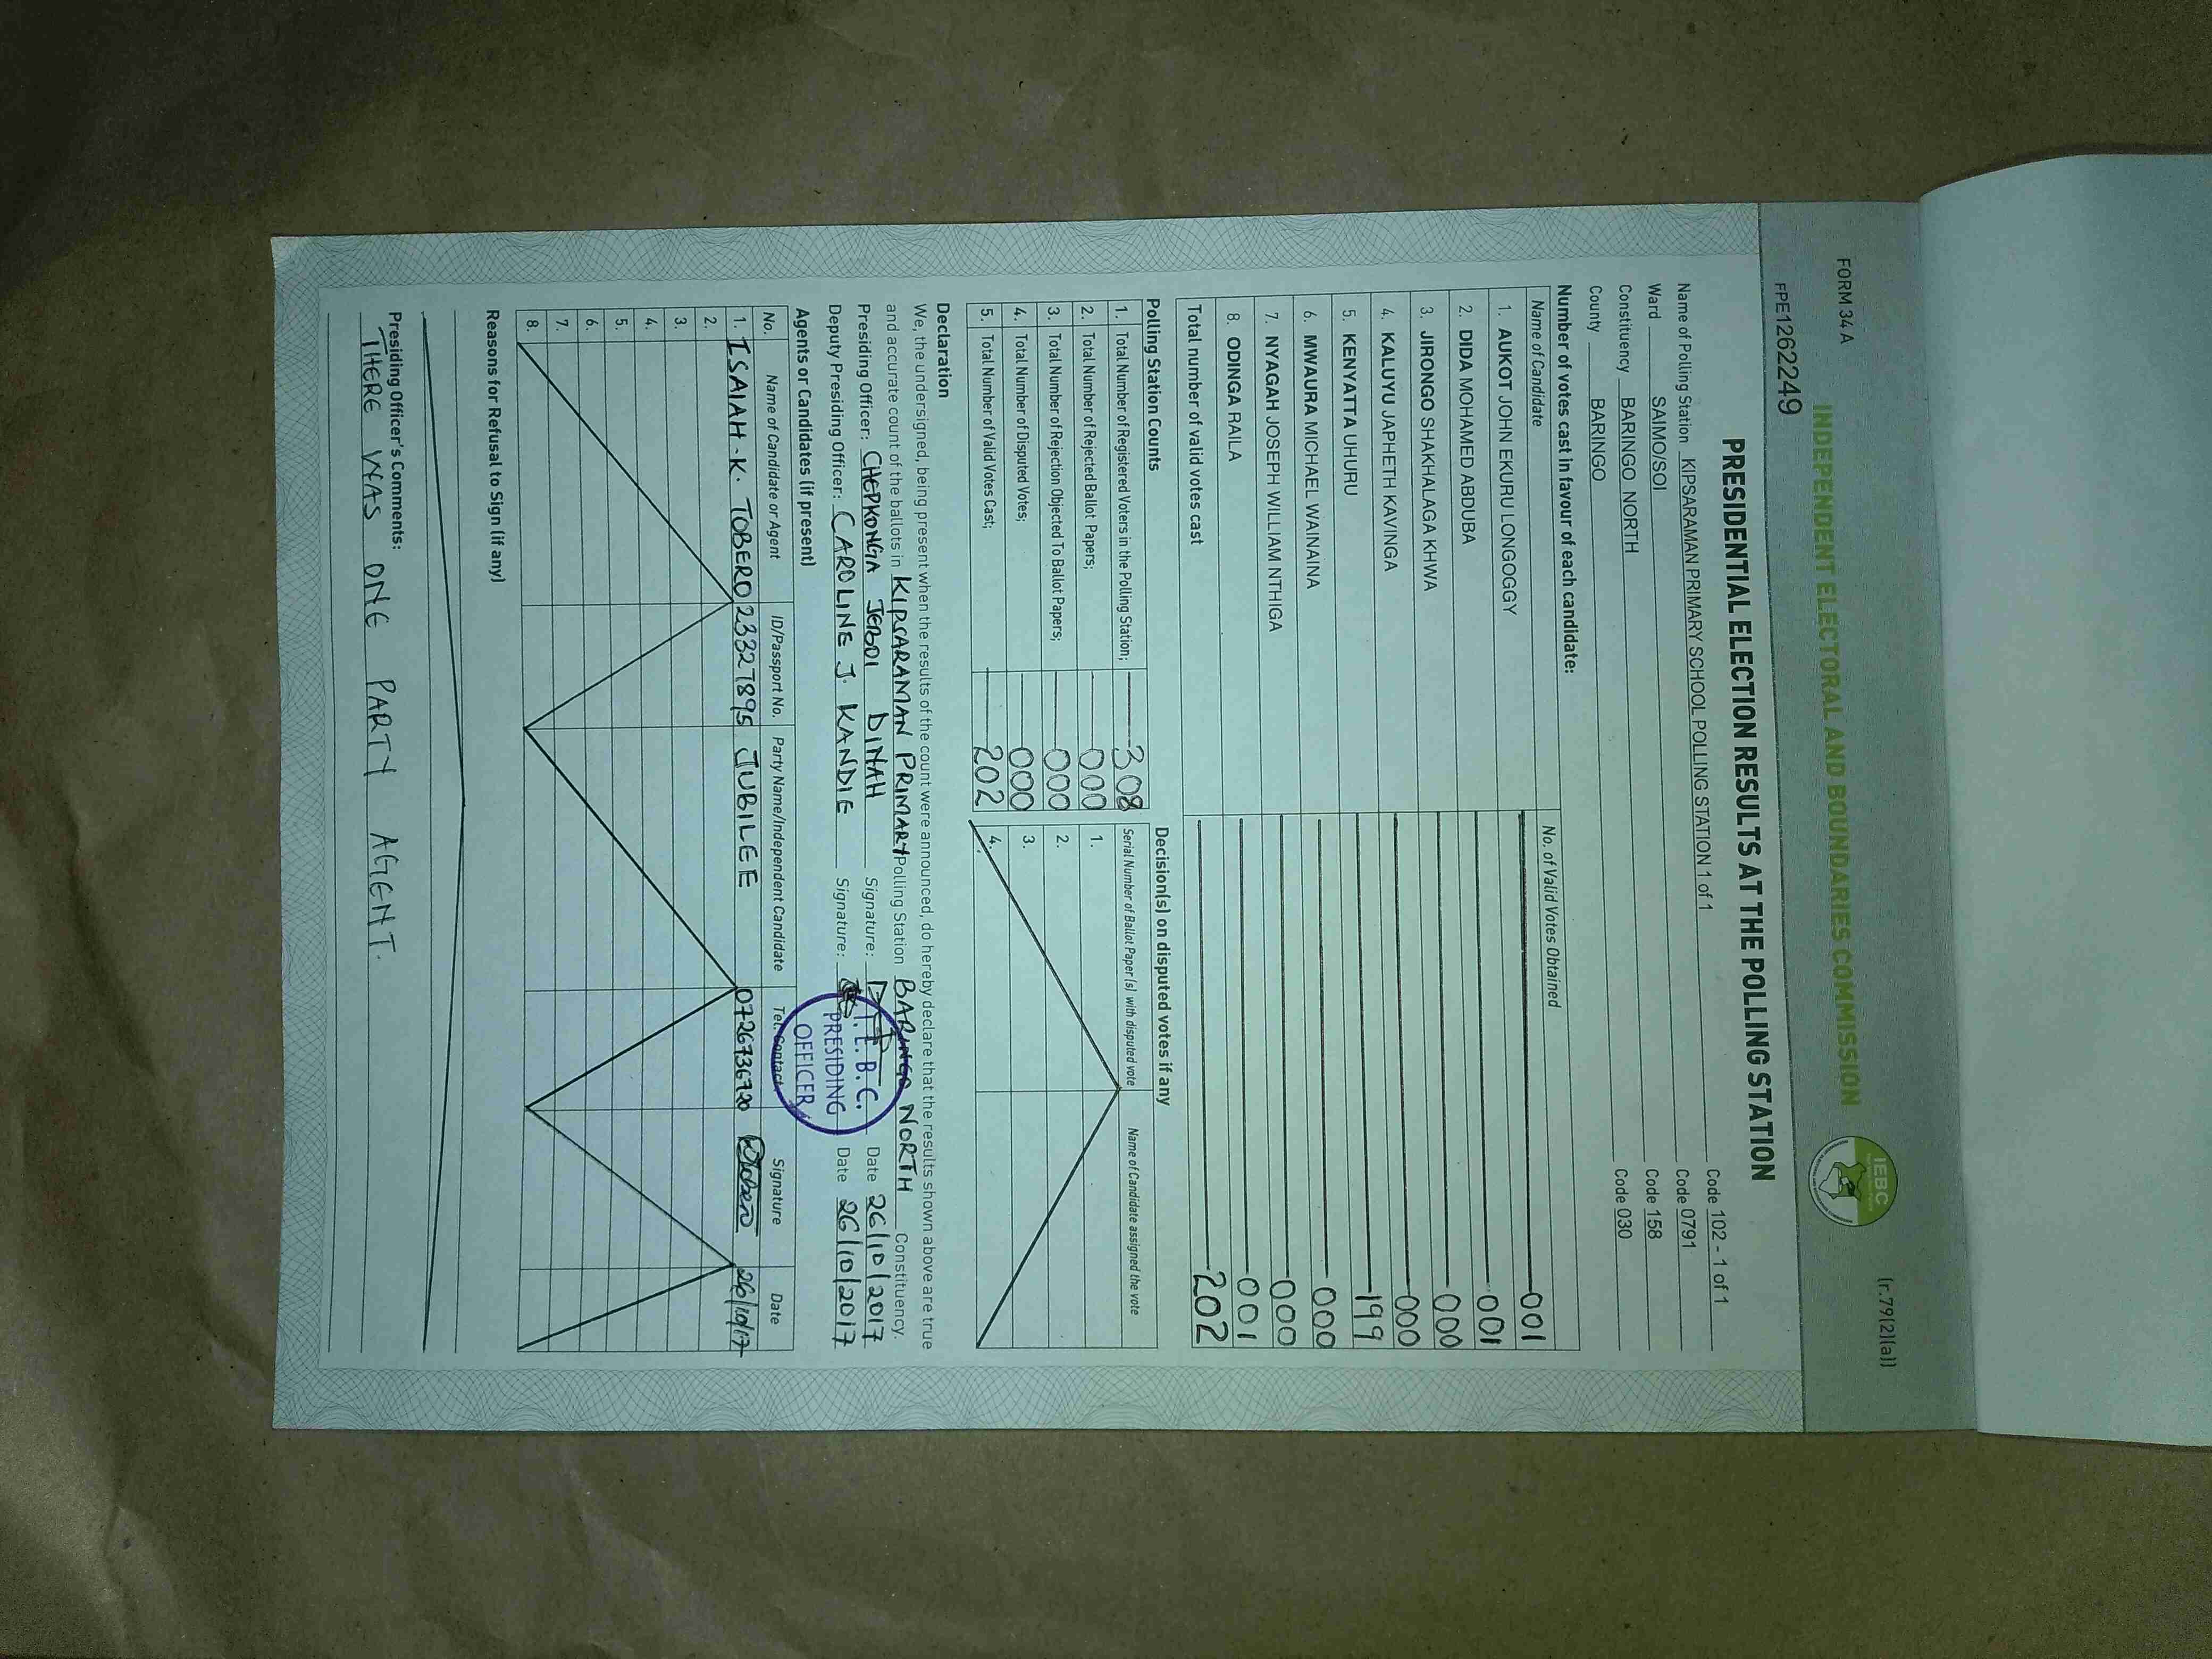 FORM 34 A
(r.79(2)(a))
INDEPENDENT ELECTORAL AND BOUNDARIES COMMISSION
IEBC
FPE1262249
PRESIDENTIAL ELECTION RESULTS AT THE POLLING STATION
Name of Polling Station KIPSARAMAN PRIMARY SCHOOL POLLING STATION 1 of 1 Code 102 - 1 of 1
Ward SAIMO/SOI Code 0791
Constituency BARINGO NORTH Code 158
County BARINGO Code 030
Number of votes cast in favour of each candidate:
Name of Candidate No. of Valid Votes Obtained
1. AUKOT JOHN EKURU LONGOGGY 001
2. DIDA MOHAMED ABDUBA 001
3. JIRONGO SHAKHALAGA KHWA 000
4. KALUYU JAPHETH KAVINGA 000
5. KENYATTA UHURU 199
6. MWAURA MICHAEL WAINAINA 000
7. NYAGAH JOSEPH WILLIAM NTHIGA 000
8. ODINGA RAILA 001
Total number of valid votes cast 202
Polling Station Counts
1. Total Number of Registered Voters in the Polling Station; 308
2. Total Number of Rejected Ballot Papers; 000
3. Total Number of Rejection Objected To Ballot Papers; 000
4. Total Number of Disputed Votes; 000
5. Total Number of Valid Votes Cast; 202
Decision(s) on disputed votes if any
Serial Number of Ballot Paper (s) with disputed vote Name of Candidate assigned the vote
1.
2.
3.
4.
Declaration
We, the undersigned, being present when the results of the count were announced, do hereby declare that the results shown above are true
and accurate count of the ballots in KIPSARAMAN PRIMARY Polling Station BARINGO NORTH Constituency.
Presiding Officer: CHEPKONGA JEBOI DINAH Signature: Date 26/10/2017
Deputy Presiding Officer: CAROLINE J. KANDIE Signature: Date 26/10/2017
I.E.B.C.
PRESIDING
OFFICER
Agents or Candidates (if present)
No. Name of Candidate or Agent ID/Passport No. Party Name/Independent Candidate Tel. Contact Signature Date
1. ISAIAH.K. TOBERO 23327895 JUBILEE 0726736720 26/10/17
2.
3.
4.
5.
6.
7.
8.
Reasons for Refusal to Sign (if any)
Presiding Officer's Comments:
THERE WAS ONE PARTY AGENT.